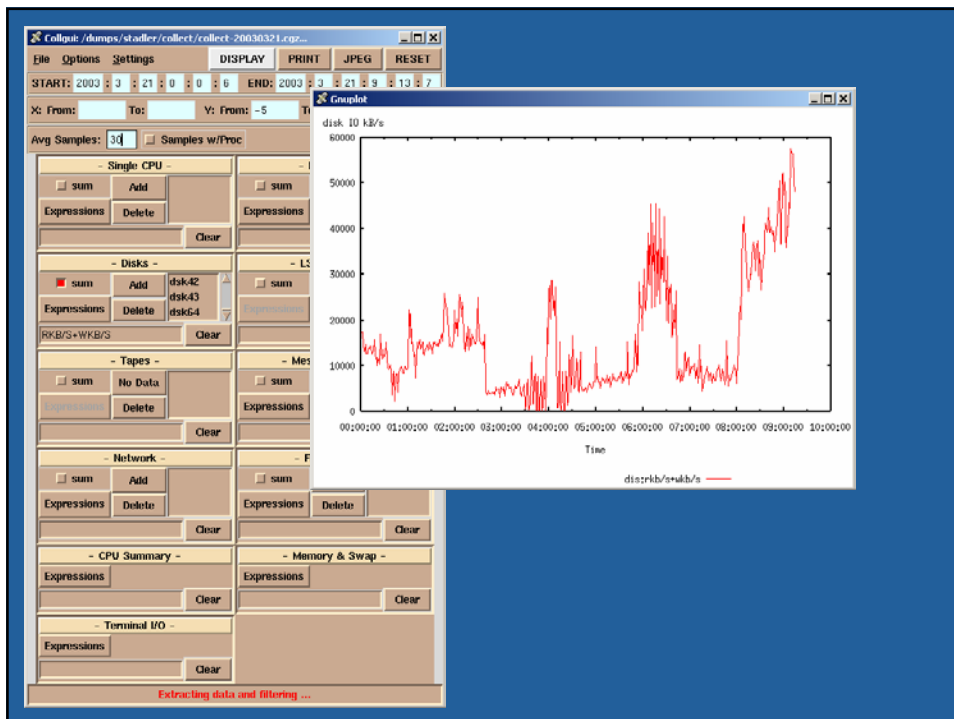 Collgui: /dumps/stadler/collect/collect-20030321.cgz...
File Options Settings DISPLAY PRINT JPEG RESET
START: 2003 : 3 : 21 : 0 : 0 : 6 END: 2003 : 3 : 21 : 9 : 13 : 7
X: From: To: Y: From: -5
Avg Samples: 30 Samples w/Proc
- Single CPU -
sum Add
Expressions Delete
Clear
sum
Expressions
- Disks -
sum Add dsk42
dsk43
Expressions Delete dsk64
RKB/S+WKB/S Clear
sum
Expressions
- Tapes -
sum No Data
Expressions Delete
Clear
sum
Expressions
- Network -
sum Add
Expressions Delete
Clear
sum
Expressions Delete
Clear
- CPU Summary -
Expressions
Clear
- Memory & Swap -
Expressions
Clear
- Terminal I/O -
Expressions
Clear
Extracting data and filtering ...
Gnuplot
disk IO kB/s
60000
50000
40000
30000
20000
10000
0
00:00:00 01:00:00 02:00:00 03:00:00 04:00:00 05:00:00 06:00:00 07:00:00 08:00:00 09:00:00 10:00:00
Time
dis:rkb/s+wkb/s